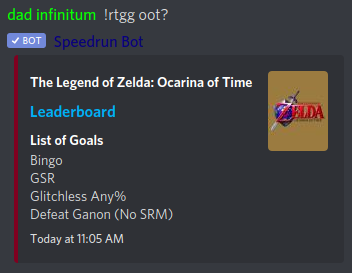 dad infinitum !rtgg oot?
✓ BOT Speedrun Bot
The Legend of Zelda: Ocarina of Time
ZELDA
Leaderboard
List of Goals
Bingo
GSR
Glitchless Any%
Defeat Ganon (No SRM)
Today at 11:05 AM